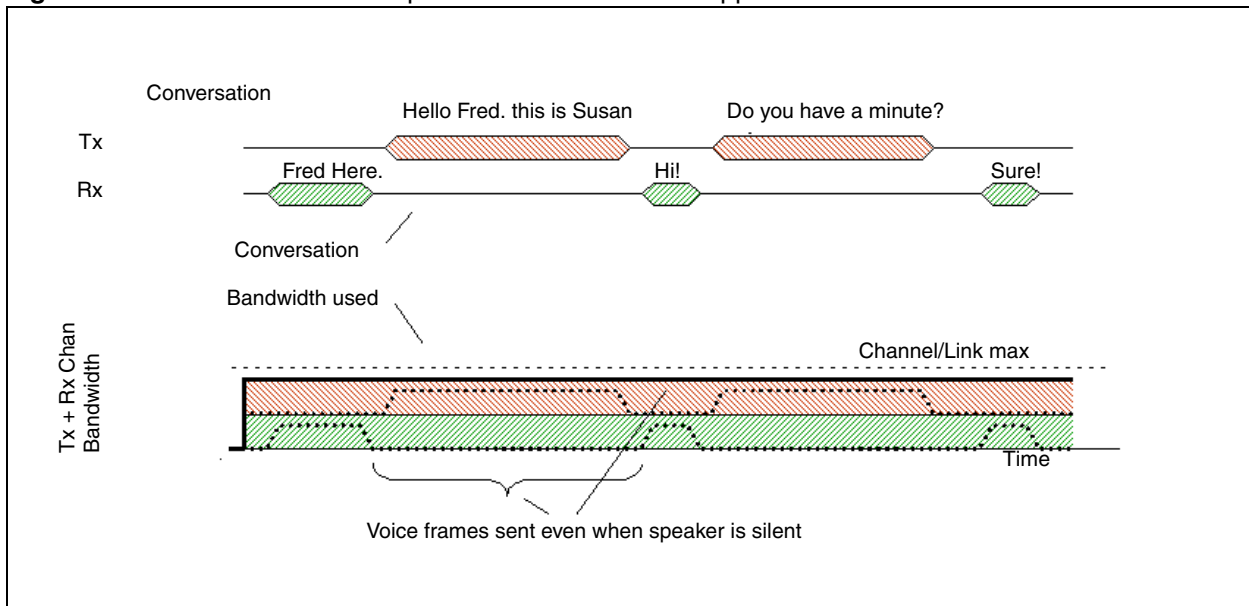 Conversation
Hello Fred. this is Susan
Do you have a minute?
Tx
Fred Here.
Hi!
Sure!
Rx
Conversation
Bandwidth used
Channel/Link max
Tx + Rx Chan
Bandwidth
Time
Voice frames sent even when speaker is silent